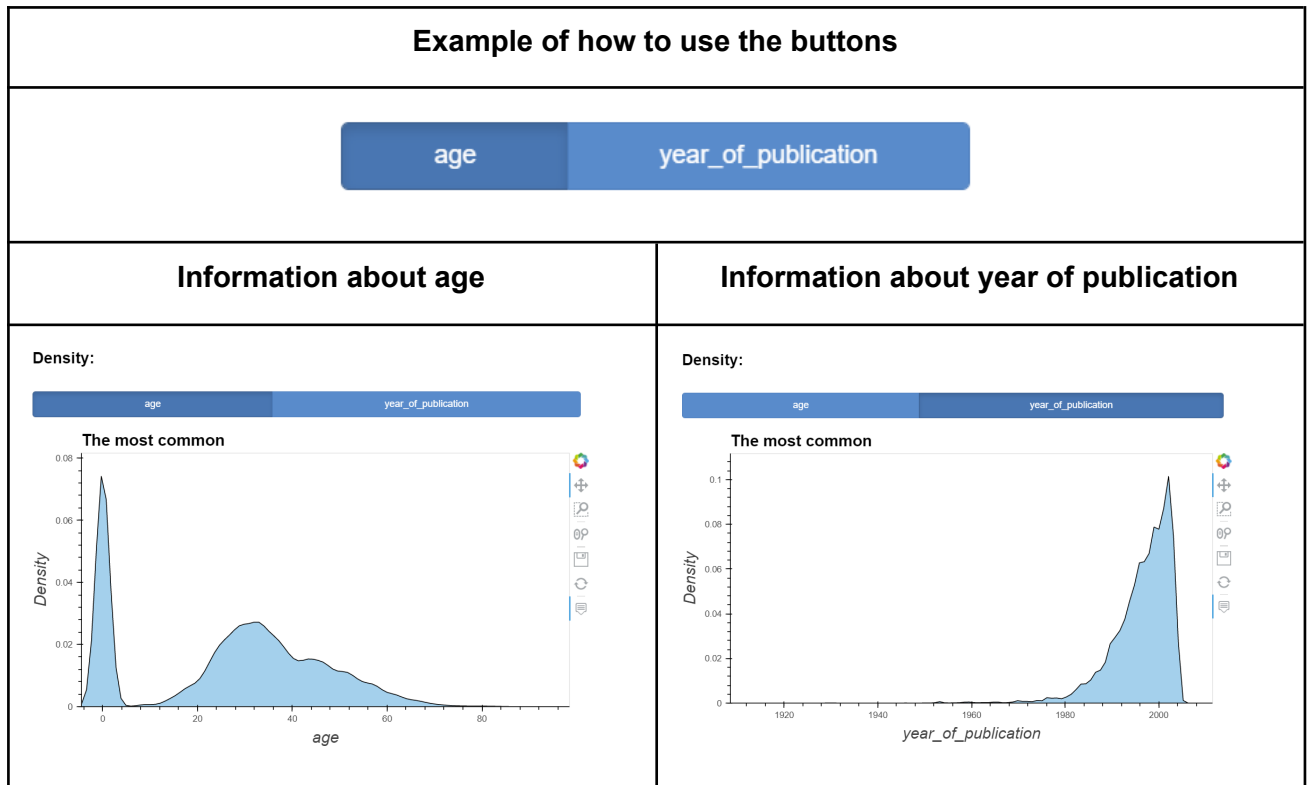 Example of how to use the buttons
age year_of_publication
Information about age
Information about year of publication
Density:
age year_of_publication
The most common
0.08
0.06
0.04
0.02
0
Density
0 20 40 60 80
age
Density:
age year_of_publication
The most common
0.1
0.08
0.06
0.04
0.02
0
Density
1920 1940 1960 1980 2000
year_of_publication